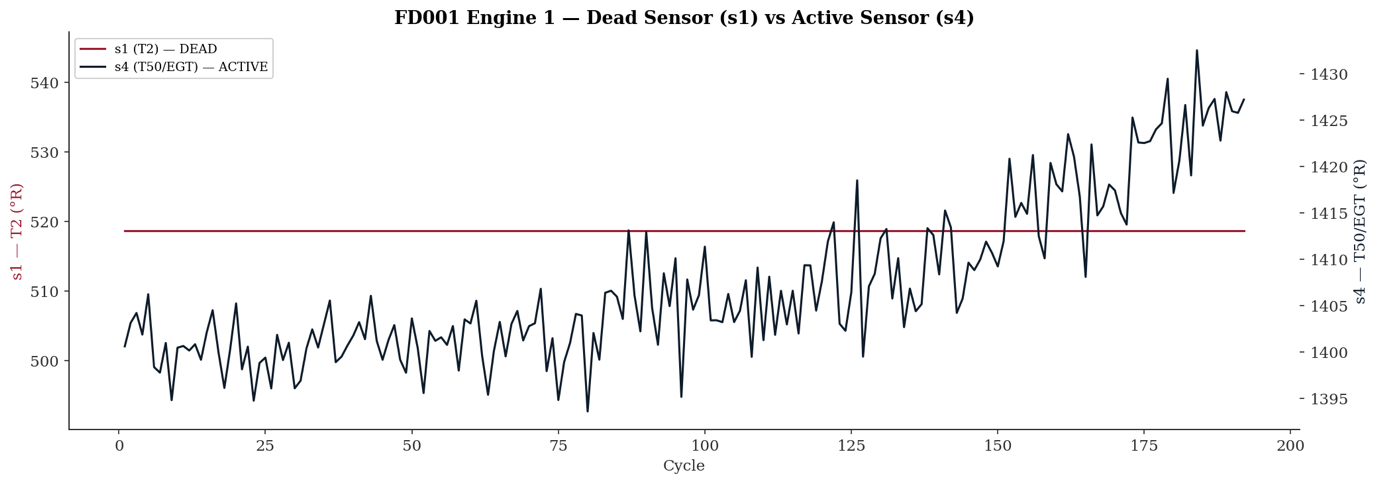 FD001 Engine 1 — Dead Sensor (s1) vs Active Sensor (s4)
s1 (T2) — DEAD
s4 (T50/EGT) — ACTIVE
540
530
520
510
500
s1 — T2 (°R)
1430
1425
1420
1415
1410
1405
1400
1395
s4 — T50/EGT (°R)
0 25 50 75 100 125 150 175 200
Cycle